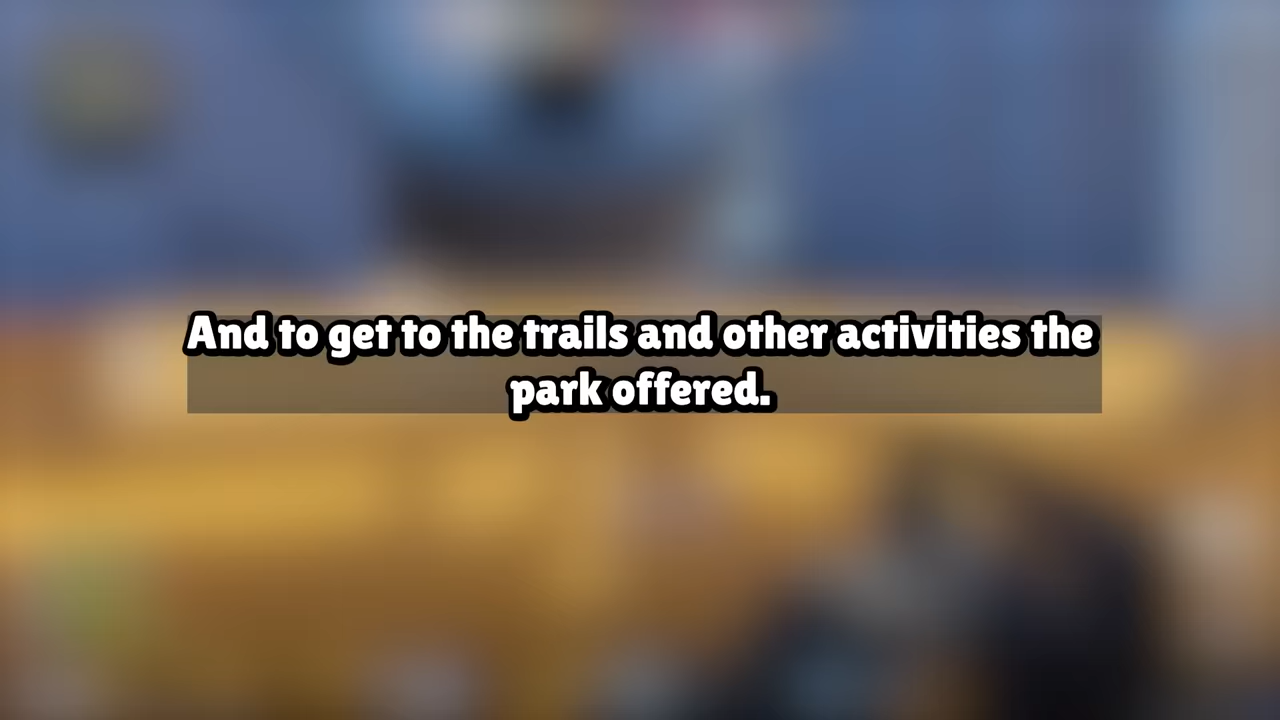 And to get to the trails and other activities the
park offered.